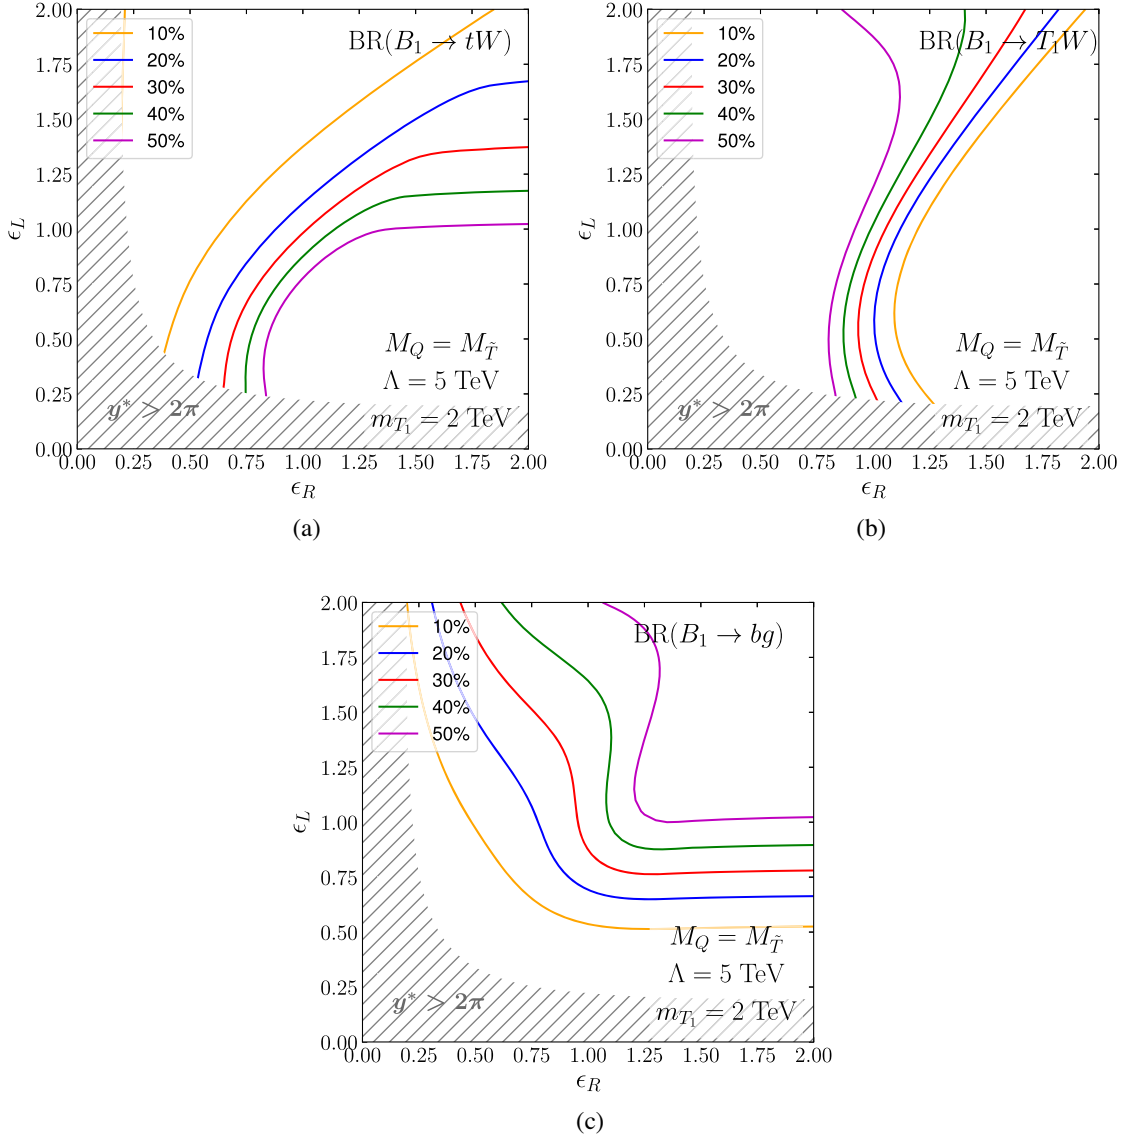 2.00
1.75
1.50
1.25
1.00
0.75
0.50
0.25
0.00
ϵ_L
10%
20%
30%
40%
50%
BR(B₁ → tW)
M_Q = M_T̃
Λ = 5 TeV
m_T₁ = 2 TeV
y* > 2π
0.00 0.25 0.50 0.75 1.00 1.25 1.50 1.75 2.00
ϵ_R
(a)
2.00
1.75
1.50
1.25
1.00
0.75
0.50
0.25
0.00
ϵ_L
10%
20%
30%
40%
50%
BR(B₁ → T₁W)
M_Q = M_T̃
Λ = 5 TeV
m_T₁ = 2 TeV
y* > 2π
0.00 0.25 0.50 0.75 1.00 1.25 1.50 1.75 2.00
ϵ_R
(b)
2.00
1.75
1.50
1.25
1.00
0.75
0.50
0.25
0.00
ϵ_L
10%
20%
30%
40%
50%
BR(B₁ → bg)
M_Q = M_T̃
Λ = 5 TeV
m_T₁ = 2 TeV
y* > 2π
0.00 0.25 0.50 0.75 1.00 1.25 1.50 1.75 2.00
ϵ_R
(c)